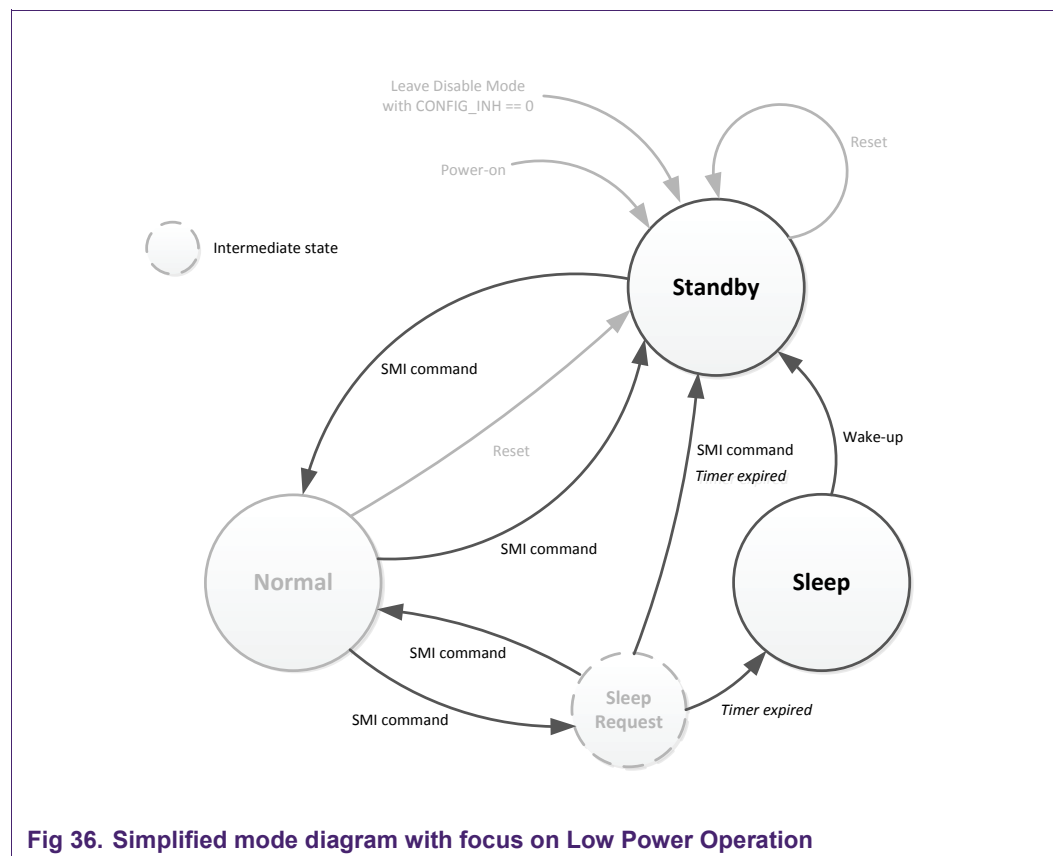 Leave Disable Mode
with CONFIG_INH == 0
Reset
Power-on
Intermediate state
Standby
SMI command
Reset
SMI command
Timer expired
Wake-up
SMI command
Normal
Sleep
SMI command
Sleep
Request
SMI command
Timer expired
Fig 36. Simplified mode diagram with focus on Low Power Operation